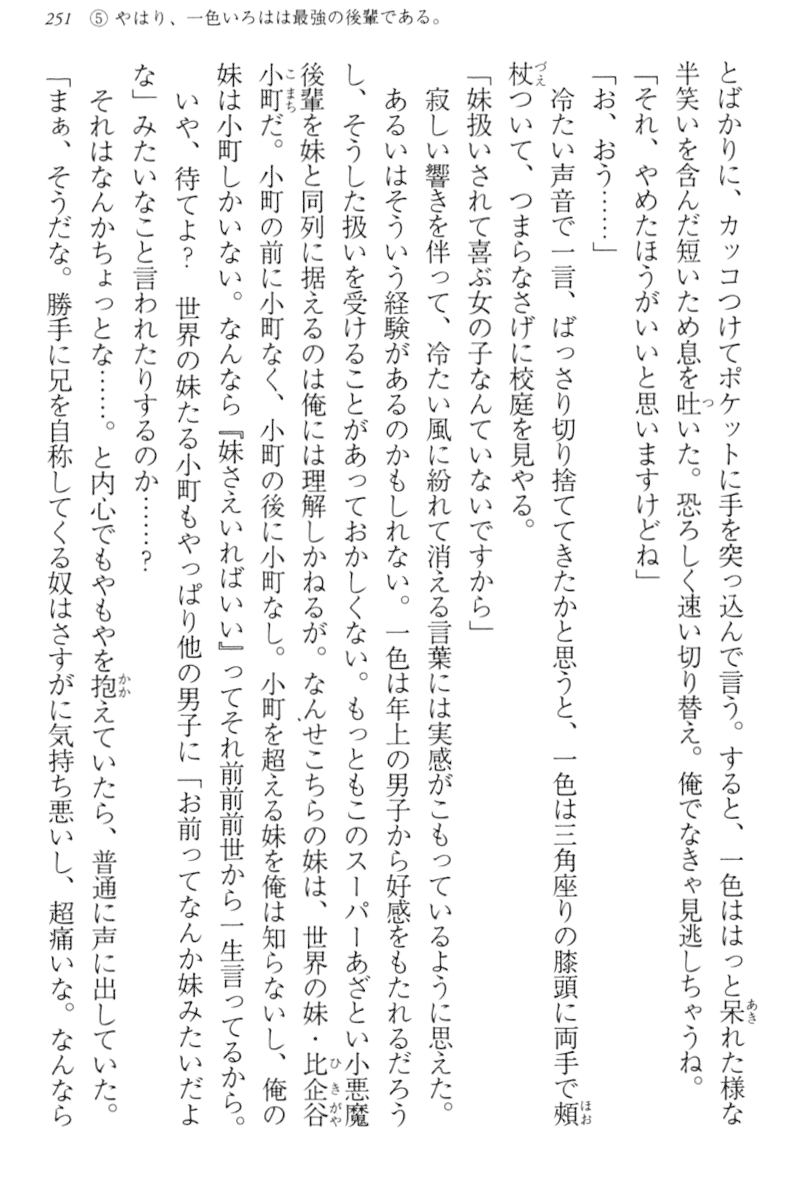 251 ⑤ やはり、一色いろはは最強の後輩である。
とばかりに、カッコつけてポケットに手を突っ込んで言う。すると、一色ははっと呆れた様な
半笑いを含んだ短いため息を吐いた。恐ろしく速い切り替え。俺でなきゃ見逃しちゃうね。
「それ、やめたほうがいいと思いますけどね」
「お、おう……」
冷たい声音で一言、ばっさり切り捨ててきたかと思うと、一色は三角座りの膝頭に両手で頬
杖ついて、つまらなさげに校庭を見やる。
「妹扱いされて喜ぶ女の子なんていないですから」
寂しい響きを伴って、冷たい風に紛れて消える言葉には実感がこもっているように思えた。
あるいはそういう経験があるのかもしれない。一色は年上の男子から好感をもたれるだろう
し、そうした扱いを受けることがあっておかしくない。もっともこのスーパーあざとい小悪魔
後輩を妹と同列に据えるのは俺には理解しかねるが。なんせこちらの妹は、世界の妹・比企谷
小町だ。小町の前に小町なく、小町の後に小町なし。小町を超える妹を俺は知らないし、俺の
妹は小町しかいない。なんなら『妹さえいればいい』ってそれ前前前世から一生言ってるから。
いや、待てよ？　世界の妹たる小町もやっぱり他の男子に「お前ってなんか妹みたいだよ
な」みたいなこと言われたりするのか……？
それはなんかちょっとな……。と内心でもやもやを抱えていたら、普通に声に出していた。
「まぁ、そうだな。勝手に兄を自称してくる奴はさすがに気持ち悪いし、超痛いな。なんなら